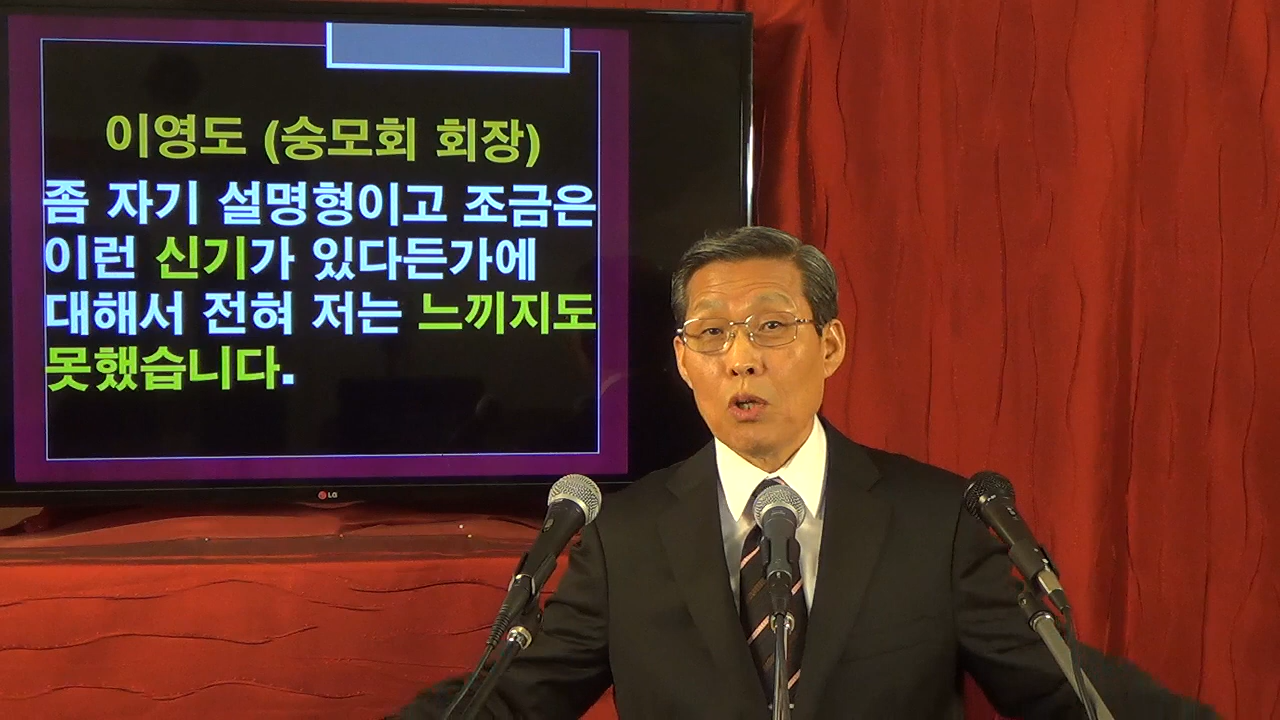 이영도 (숭모회 회장)
좀 자기 설명형이고 조금은
이런 신기가 있다든가에
대해서 전혀 저는 느끼지도
못했습니다.
LG